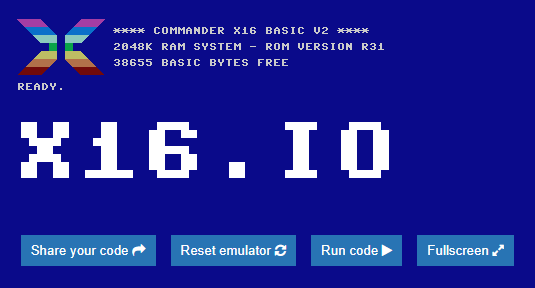 **** COMMANDER X16 BASIC V2 ****
2048K RAM SYSTEM - ROM VERSION R31
38655 BASIC BYTES FREE
READY.
X16.IO
Share your code
Reset emulator
Run code
Fullscreen